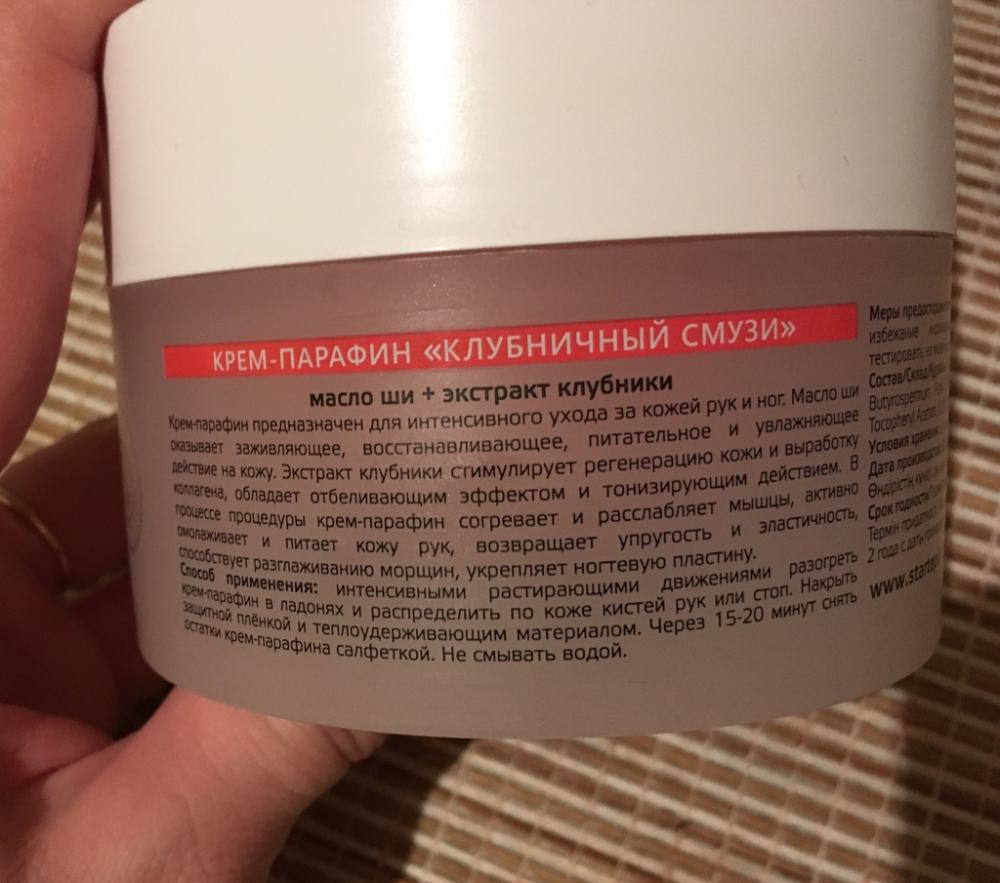 КРЕМ-ПАРАФИН «КЛУБНИЧНЫЙ СМУЗИ»
масло ши + экстракт клубники
Крем-парафин предназначен для интенсивного ухода за кожей рук и ног. Масло ши
оказывает заживляющее, восстанавливающее, питательное и увлажняющее
действие на кожу. Экстракт клубники стимулирует регенерацию кожи и выработку
коллагена, обладает отбеливающим эффектом и тонизирующим действием. В
процессе процедуры крем-парафин согревает и расслабляет мышцы, активно
омолаживает и питает кожу рук, возвращает упругость и эластичность,
способствует разглаживанию морщин, укрепляет ногтевую пластину.
Способ применения: интенсивными растирающими движениями разогреть
крем-парафин в ладонях и распределить по коже кистей рук или стоп. Накрыть
защитной плёнкой и теплоудерживающим материалом. Через 15-20 минут снять
остатки крем-парафина салфеткой. Не смывать водой.
Меры
избежание
тестировать на
Состав/Склад/
Butyrospermum
Tocopheryl
Условия
Дата
Өндірістің
Срок годности/
Термін
2 года с даты
www.